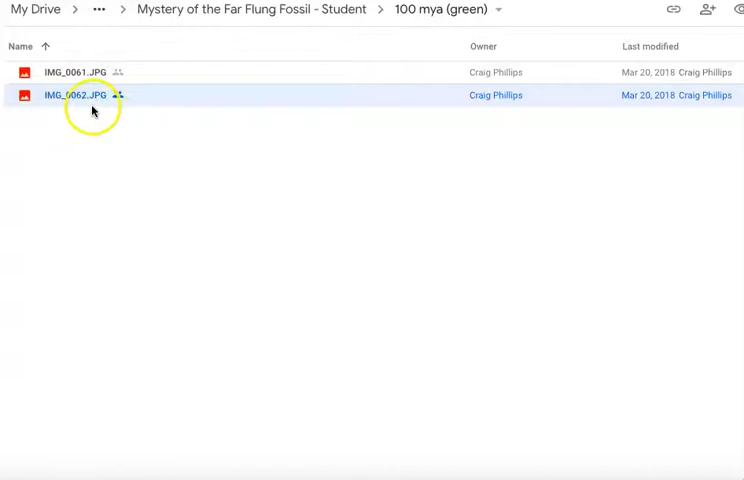 My Drive > ••• > Mystery of the Far Flung Fossil - Student > 100 mya (green)
Name Owner Last modified
IMG_0061.JPG Craig Phillips Mar 20, 2018 Craig Phillips
IMG_0062.JPG Craig Phillips Mar 20, 2018 Craig Phillips